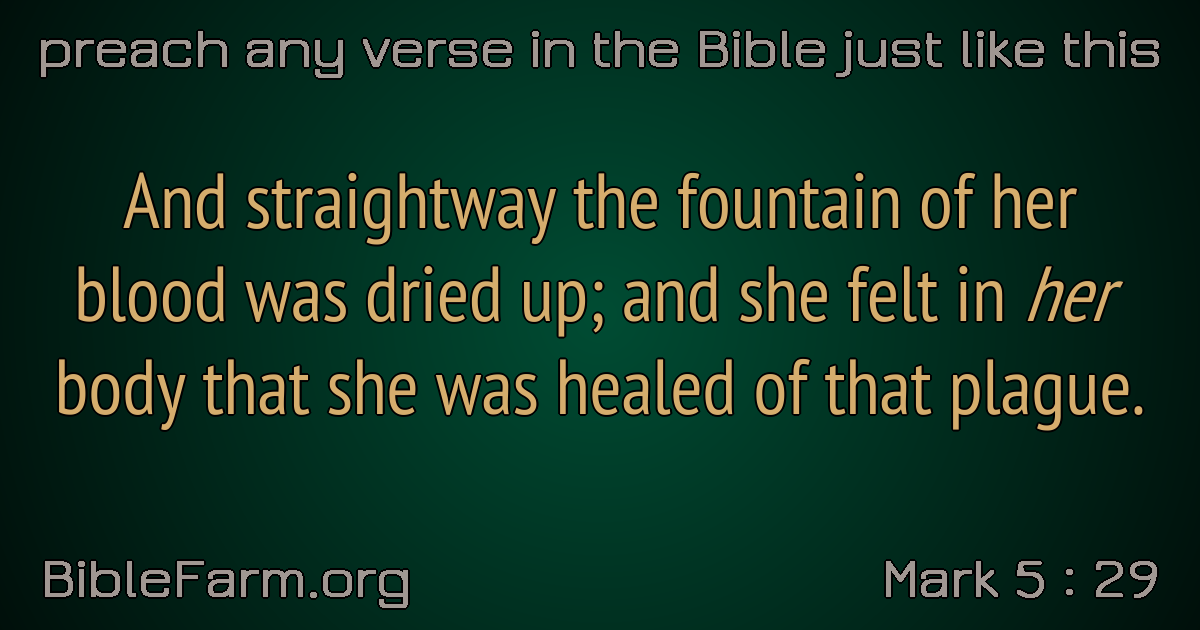 preach any verse in the Bible just like this
And straightway the fountain of her
blood was dried up; and she felt in her
body that she was healed of that plague.
BibleFarm.org
Mark 5 : 29